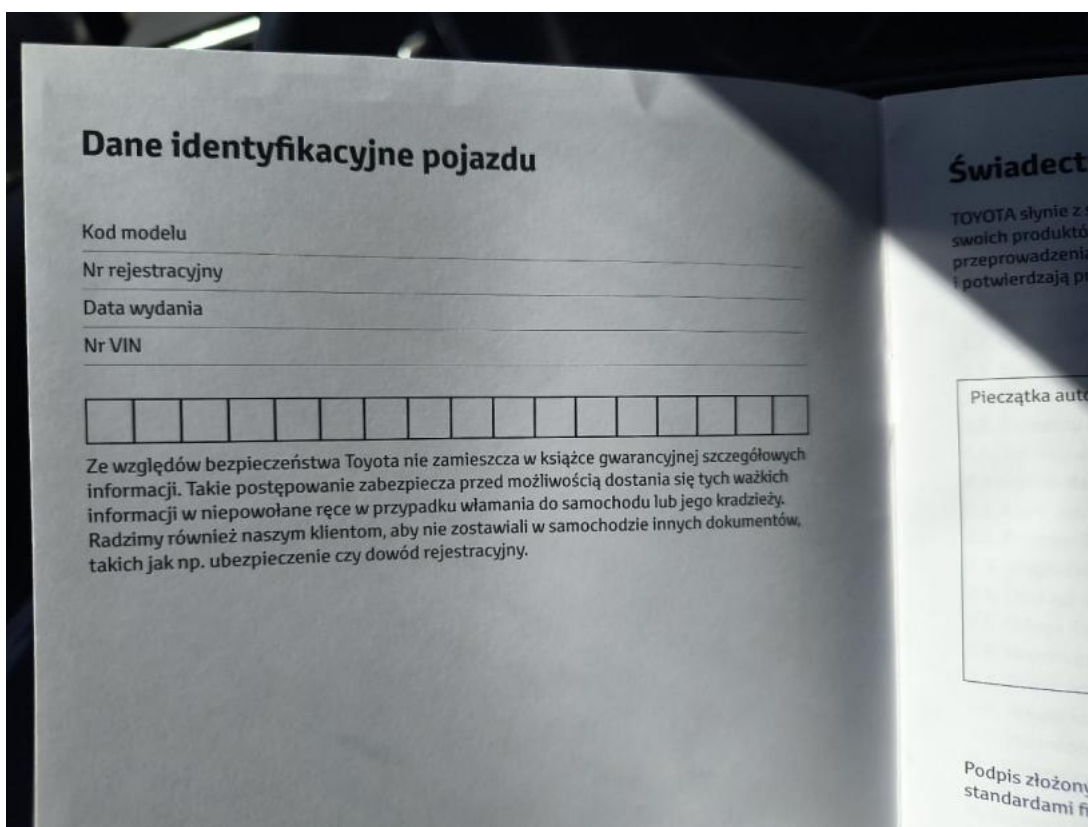 Dane identyfikacyjne pojazdu
Kod modelu
Nr rejestracyjny
Data wydania
Nr VIN
Ze względów bezpieczeństwa Toyota nie zamieszcza w książce gwarancyjnej szczegółowych
informacji. Takie postępowanie zabezpiecza przed możliwością dostania się tych ważkich
informacji w niepowołane ręce w przypadku włamania do samochodu lub jego kradzieży.
Radzimy również naszym klientom, aby nie zostawiali w samochodzie innych dokumentów,
takich jak np. ubezpieczenie czy dowód rejestracyjny.
Świadect
TOYOTA słynie z
swoich produktó
przeprowadzenia
i potwierdzają
Pieczątka auto
Podpis złożony
standardami